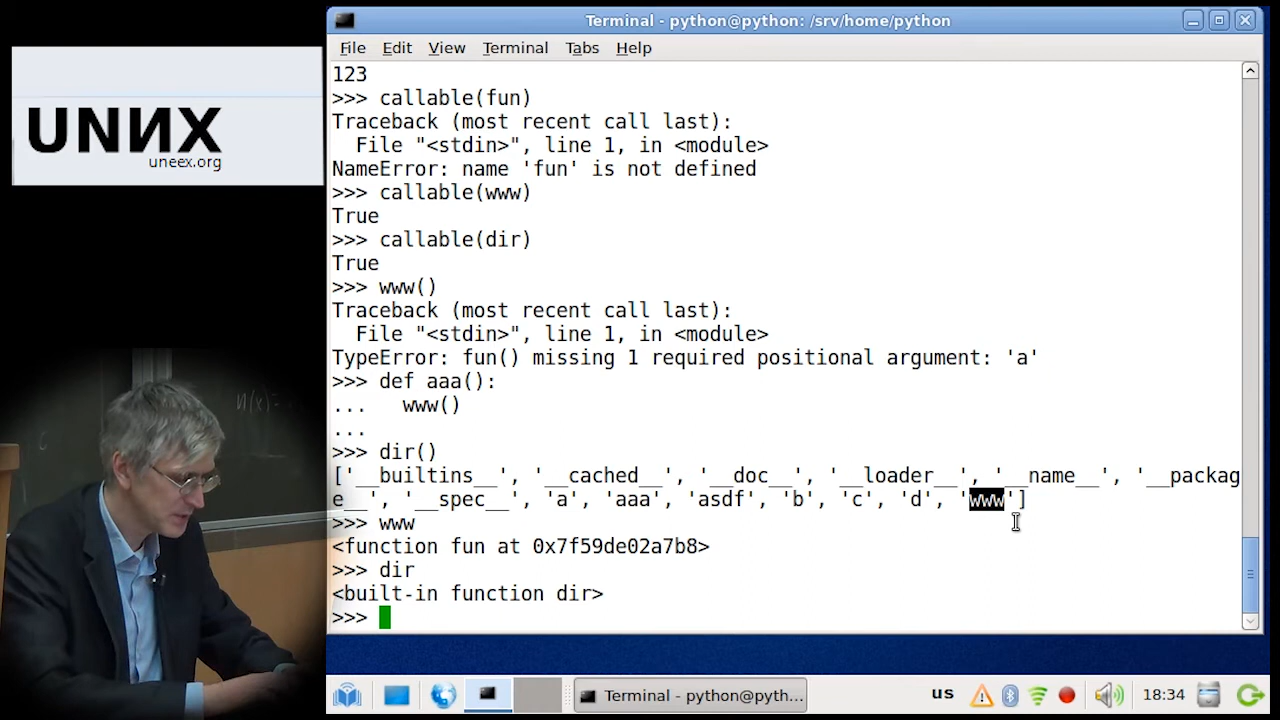 UNИX
uneex.org
Terminal - python@python: /srv/home/python
File Edit View Terminal Tabs Help
123
>>> callable(fun)
Traceback (most recent call last):
  File "<stdin>", line 1, in <module>
NameError: name 'fun' is not defined
>>> callable(www)
True
>>> callable(dir)
True
>>> www()
Traceback (most recent call last):
  File "<stdin>", line 1, in <module>
TypeError: fun() missing 1 required positional argument: 'a'
>>> def aaa():
...   www()
...
>>> dir()
['__builtins__', '__cached__', '__doc__', '__loader__', '__name__', '__packag
e__', '__spec__', 'a', 'aaa', 'asdf', 'b', 'c', 'd', 'www']
>>> www
<function fun at 0x7f59de02a7b8>
>>> dir
<built-in function dir>
>>>
Terminal - python@pyth... us 18:34